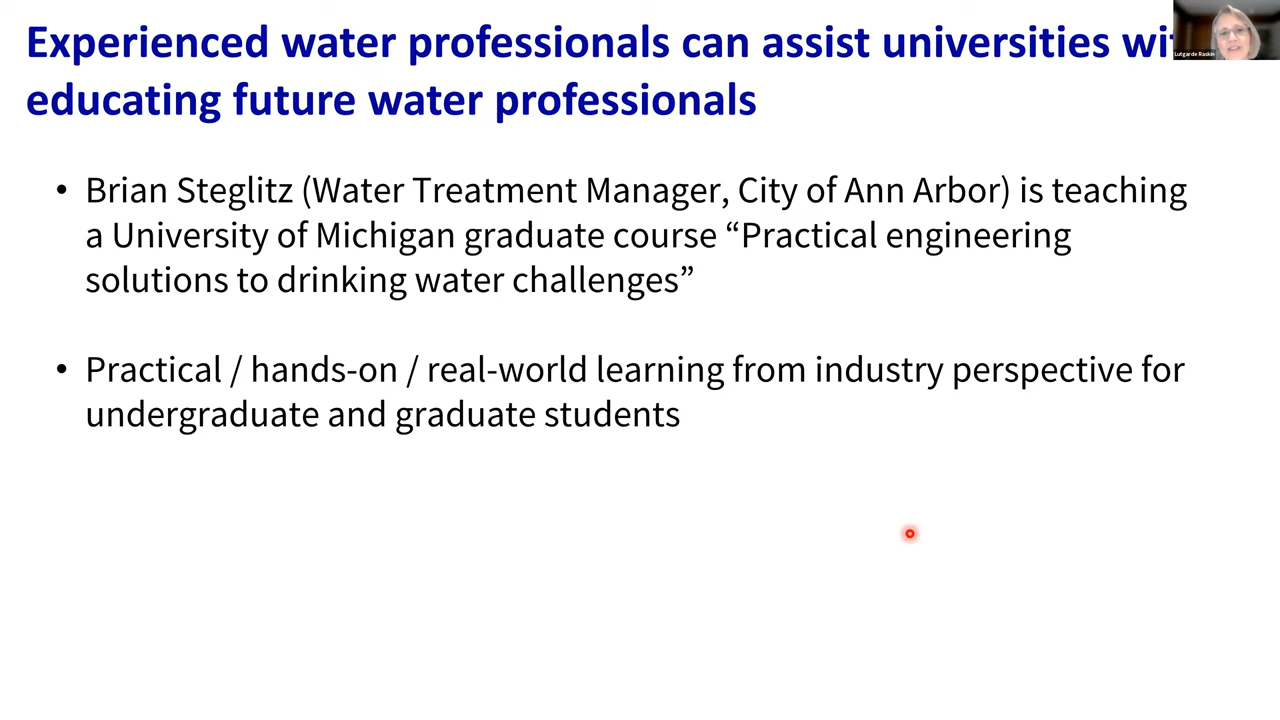 Experienced water professionals can assist universities wi
educating future water professionals
Lutgarde Raskin
• Brian Steglitz (Water Treatment Manager, City of Ann Arbor) is teaching
a University of Michigan graduate course “Practical engineering
solutions to drinking water challenges”
• Practical / hands-on / real-world learning from industry perspective for
undergraduate and graduate students